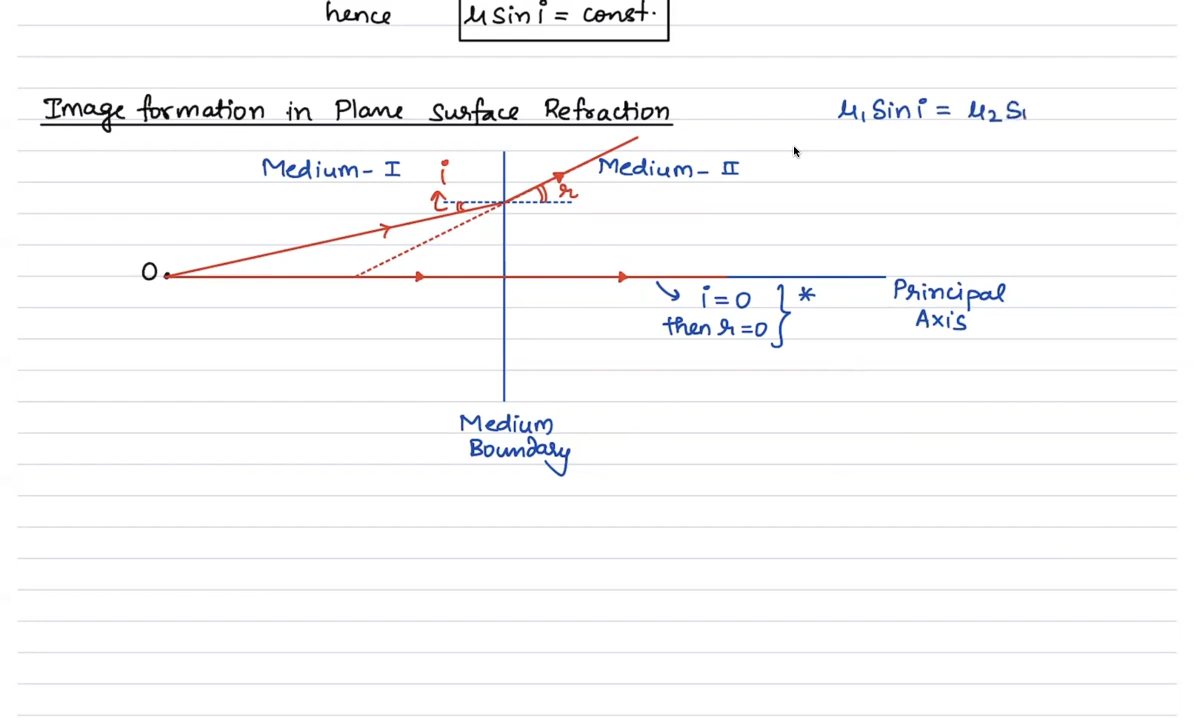 hence μ sin i = const.
Image formation in Plane Surface Refraction
μ₁ Sin i = μ₂ Sı
Medium - I
i
Medium - II
r
O
i = 0
then r = 0
} *
Principal
Axis
Medium
Boundary